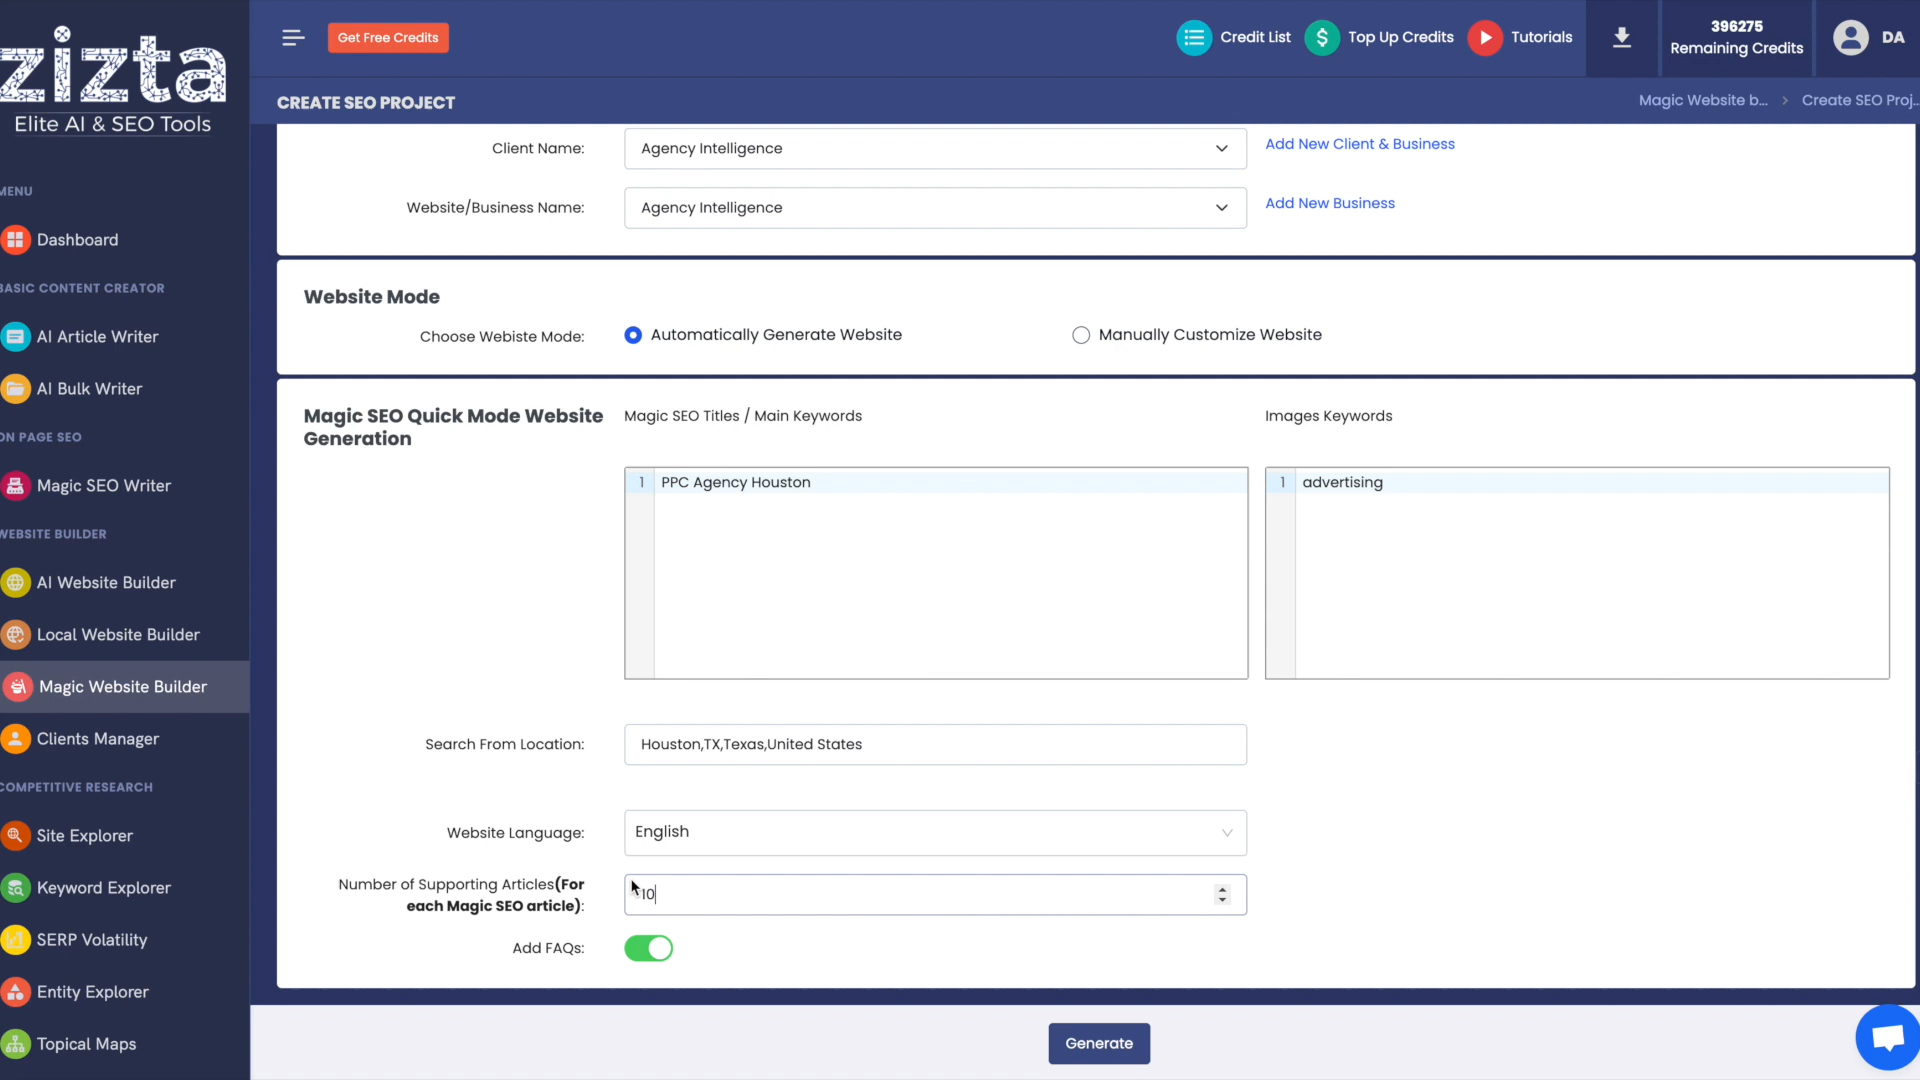 zizta
Elite AI & SEO Tools
Get Free Credits
Credit List
Top Up Credits
Tutorials
396275
Remaining Credits
DA
CREATE SEO PROJECT
Magic Website b... > Create SEO Proj...
MENU
Dashboard
BASIC CONTENT CREATOR
AI Article Writer
AI Bulk Writer
ON PAGE SEO
Magic SEO Writer
WEBSITE BUILDER
AI Website Builder
Local Website Builder
Magic Website Builder
Clients Manager
COMPETITIVE RESEARCH
Site Explorer
Keyword Explorer
SERP Volatility
Entity Explorer
Topical Maps
Client Name:
Agency Intelligence
Add New Client & Business
Website/Business Name:
Agency Intelligence
Add New Business
Website Mode
Choose Webiste Mode:
Automatically Generate Website
Manually Customize Website
Magic SEO Quick Mode Website
Generation
Magic SEO Titles / Main Keywords
Images Keywords
1 PPC Agency Houston
1 advertising
Search From Location:
Houston,TX,Texas,United States
Website Language:
English
Number of Supporting Articles(For
each Magic SEO article):
10
Add FAQs:
Generate